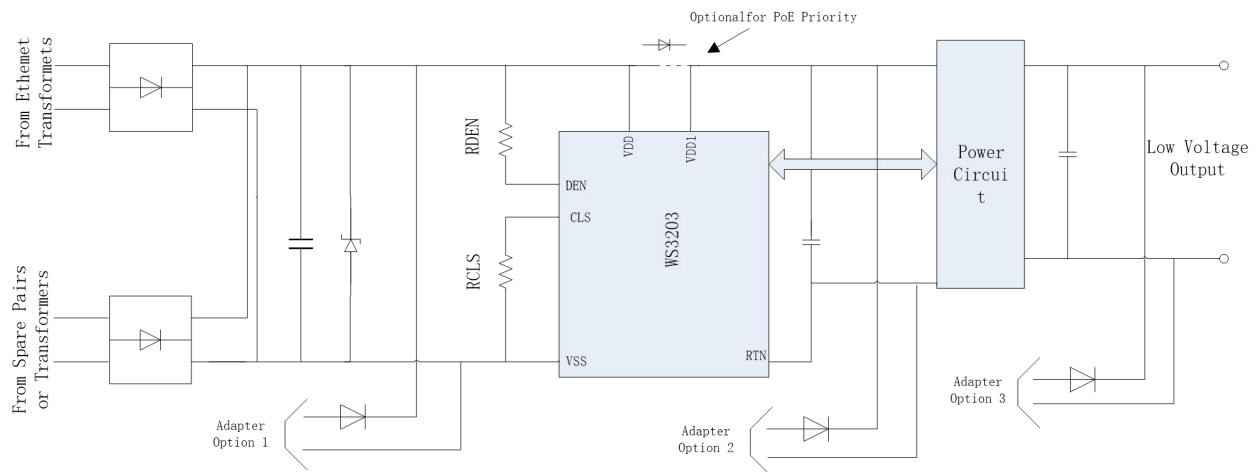 Optionalfor PoE Priority
From Ethemet
Transformets
RDEN
VDD
VDD1
DEN
CLS
WS3203
Power
Circui
t
Low Voltage
Output
RCLS
VSS
RTN
From Spare Pairs
or Transformers
Adapter
Option 1
Adapter
Option 2
Adapter
Option 3